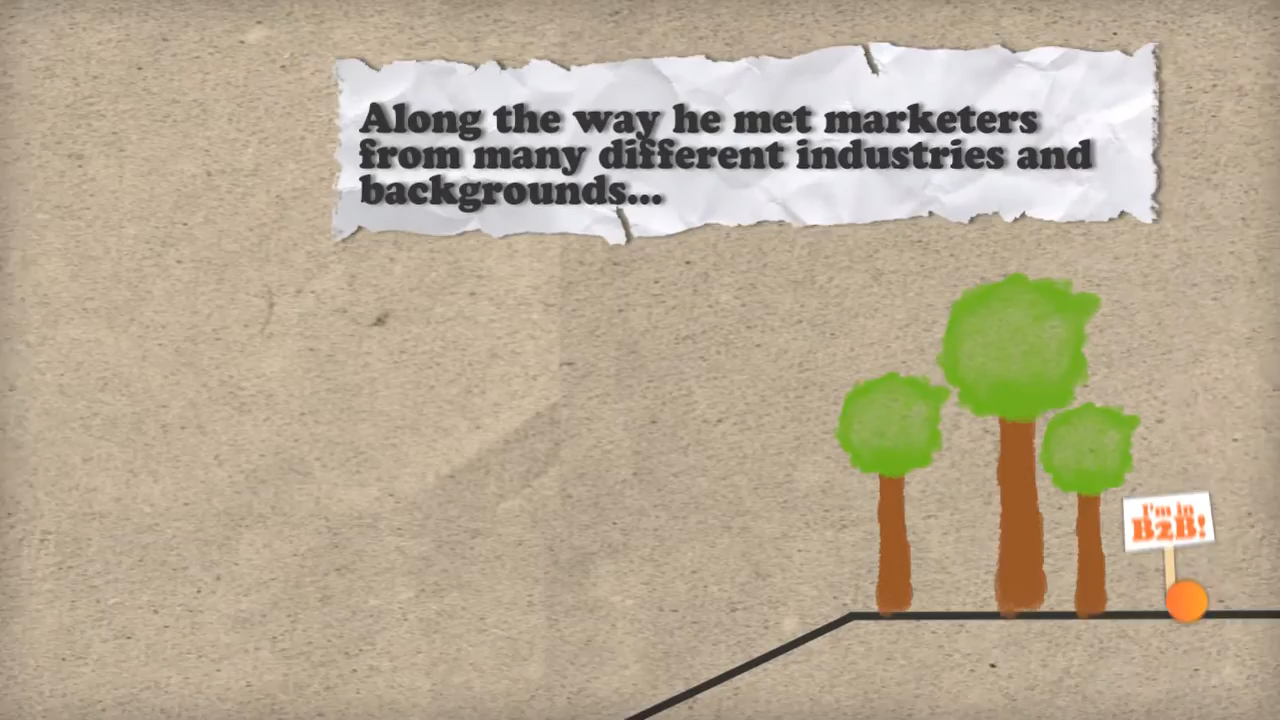 Along the way he met marketers
from many different industries and
backgrounds...
I'm in
B2B!